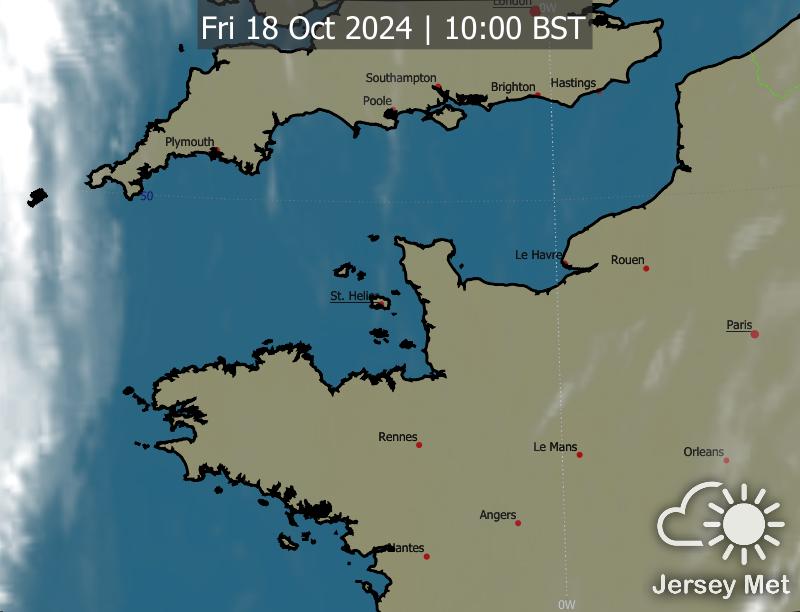 London
0W
Fri 18 Oct 2024 | 10:00 BST
Southampton
Brighton
Hastings
Poole
Plymouth
50
Le Havre
Rouen
St. Helier
Paris
Rennes
Le Mans
Orleans
Angers
Nantes
Jersey Met
0W